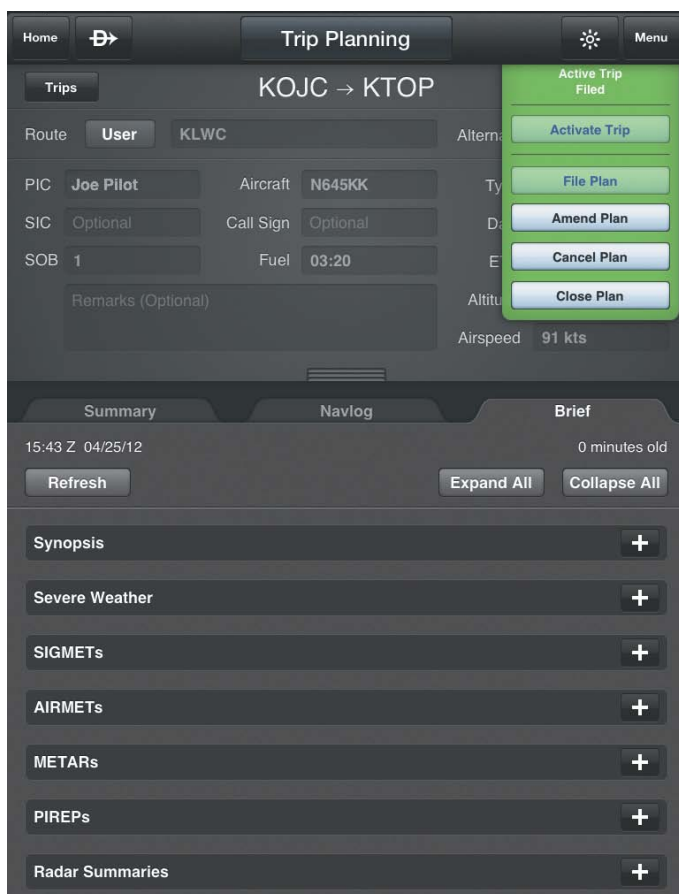 Home D Trip Planning Menu
Trips KOJC → KTOP
Active Trip
Filed
Route User KLWC Alterna
Activate Trip
PIC Joe Pilot Aircraft N645KK Ty
File Plan
SIC Optional Call Sign Optional Da
Amend Plan
SOB 1 Fuel 03:20 E
Cancel Plan
Remarks (Optional) Altitu
Close Plan
Airspeed 91 kts
Summary Navlog Brief
15:43 Z 04/25/12 0 minutes old
Refresh Expand All Collapse All
Synopsis +
Severe Weather +
SIGMETs +
AIRMETs +
METARs +
PIREPs +
Radar Summaries +